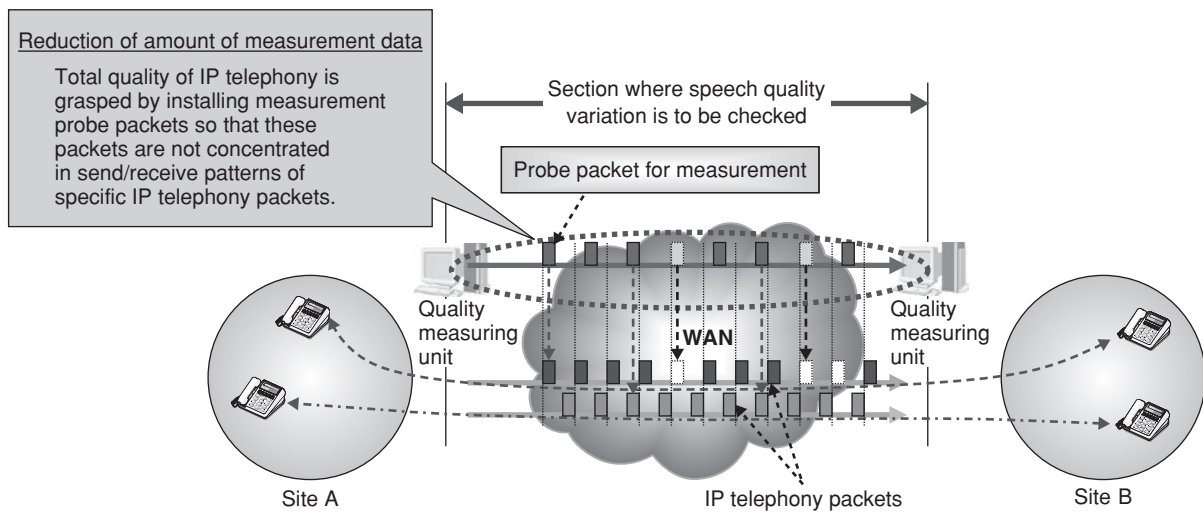 Reduction of amount of measurement data
Total quality of IP telephony is
grasped by installing measurement
probe packets so that these
packets are not concentrated
in send/receive patterns of
specific IP telephony packets.
Section where speech quality
variation is to be checked
Probe packet for measurement
Quality
measuring
unit
WAN
Quality
measuring
unit
Site A
IP telephony packets
Site B